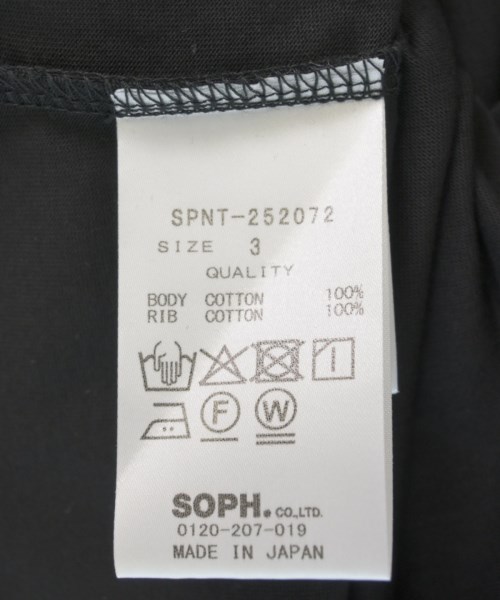 SPNT-252072
SIZE 3
QUALITY
BODY COTTON 100%
RIB COTTON 100%
F W
SOPH. CO.,LTD.
0120-207-019
MADE IN JAPAN